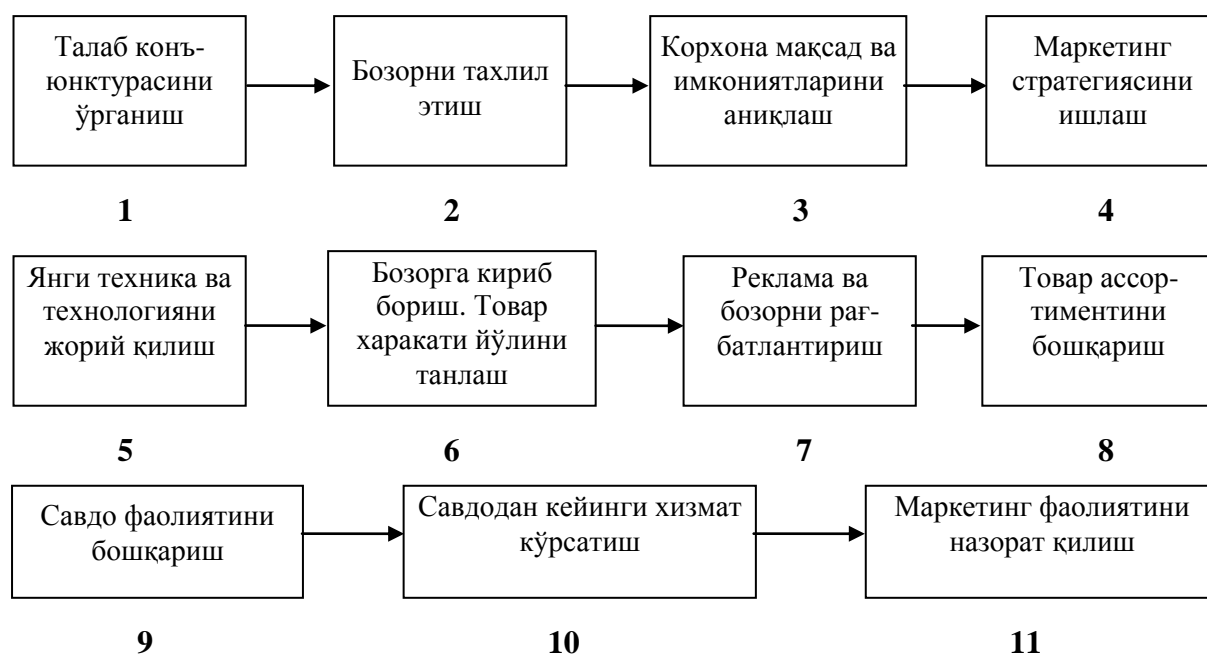 Талаб конъ-
юнктурасини
ўрганиш
Бозорни тахлил
этиш
Корхона мақсад ва
имкониятларини
аниқлаш
Маркетинг
стратегиясини
ишлаш
1
2
3
4
Янги техника ва
технологияни
жорий қилиш
Бозорга кириб
бориш. Товар
харакати йўлини
танлаш
Реклама ва
бозорни рағ-
батлантириш
Товар ассор-
тиментини
бошқариш
5
6
7
8
Савдо фаолиятини
бошқариш
Савдодан кейинги хизмат
кўрсатиш
Маркетинг фаолиятини
назорат қилиш
9
10
11